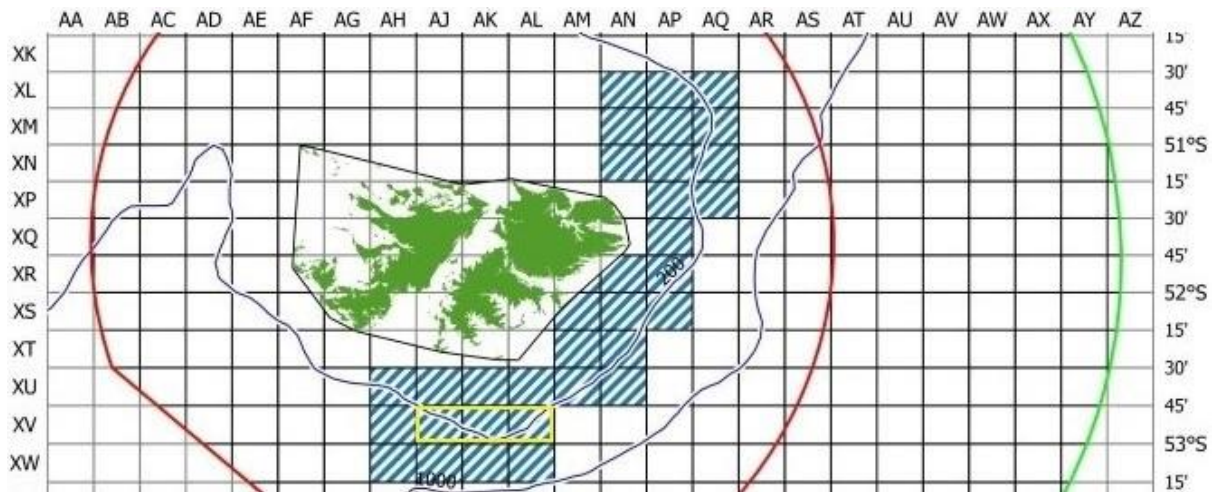 AA AB AC AD AE AF AG AH AJ AK AL AM AN AP AQ AR AS AT AU AV AW AX AY AZ
XK 15'
XL 30'
XM 45'
XN 51°S
XP 15'
XQ 30'
XR 45'
XS 52°S
XT 15'
XU 30'
XV 45'
XW 53°S
15'
200
1000